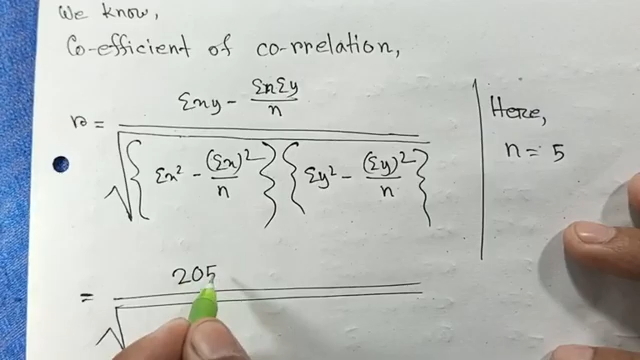 We know,
Co-efficient of co-rrelation,
r = (Σxy - ΣxΣy/n) / √({Σx² - (Σx)²/n} {Σy² - (Σy)²/n})
Here,
n = 5
= 205 / √